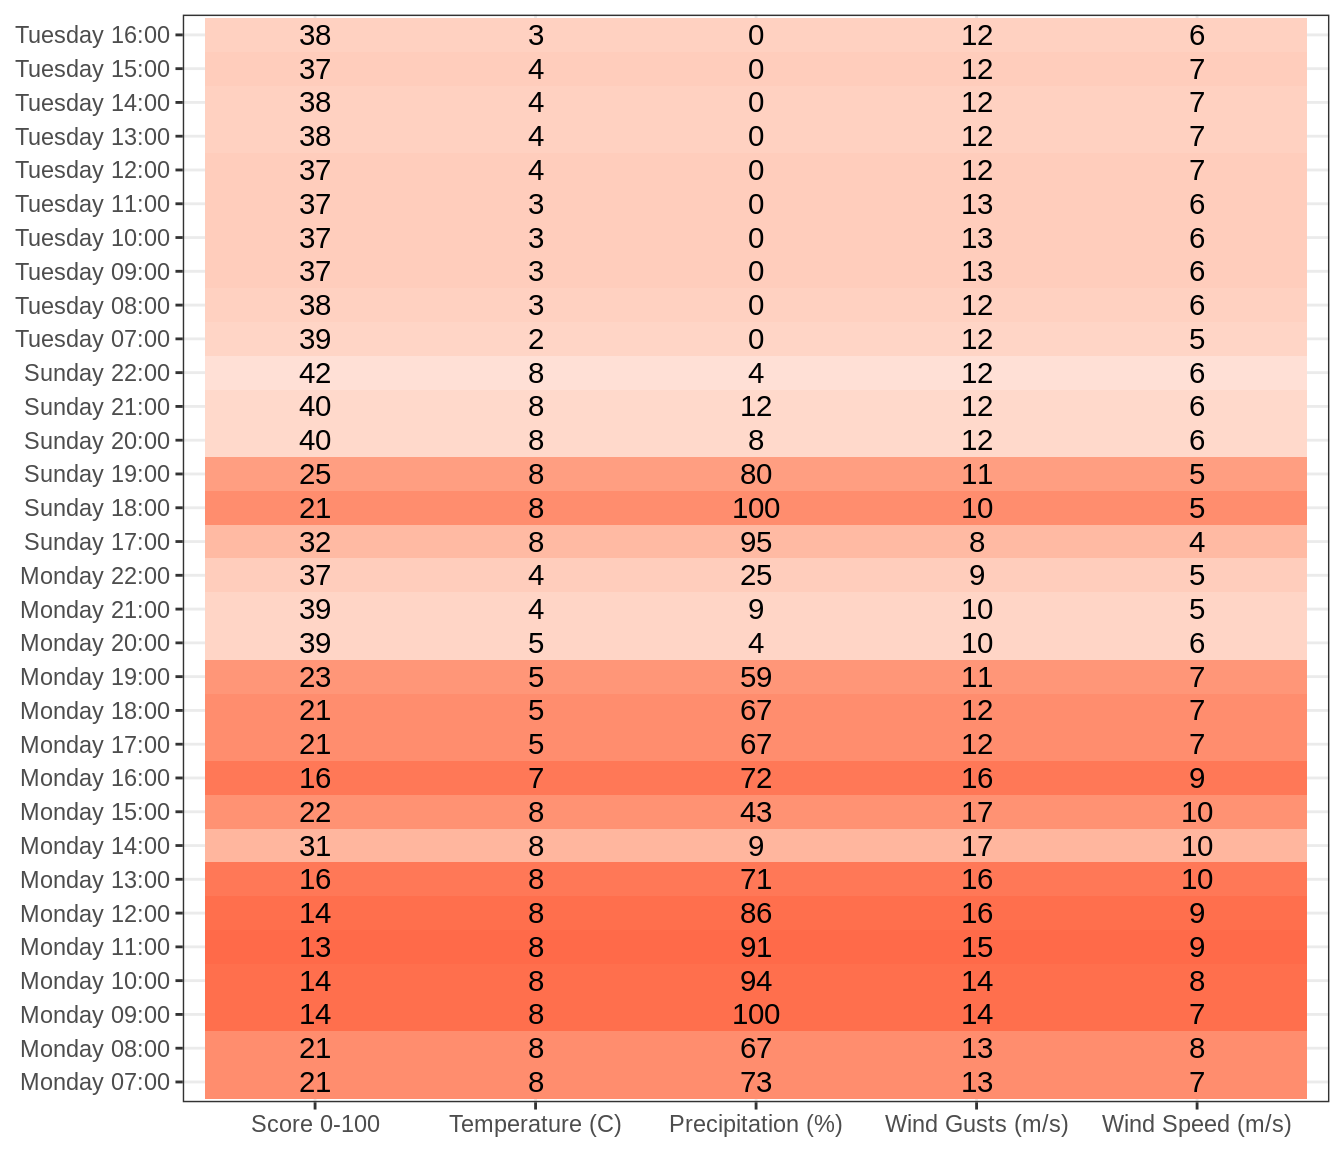 Tuesday 16:00 38 3 0 12 6
Tuesday 15:00 37 4 0 12 7
Tuesday 14:00 38 4 0 12 7
Tuesday 13:00 38 4 0 12 7
Tuesday 12:00 37 4 0 12 7
Tuesday 11:00 37 3 0 13 6
Tuesday 10:00 37 3 0 13 6
Tuesday 09:00 37 3 0 13 6
Tuesday 08:00 38 3 0 12 6
Tuesday 07:00 39 2 0 12 5
Sunday 22:00 42 8 4 12 6
Sunday 21:00 40 8 12 12 6
Sunday 20:00 40 8 8 12 6
Sunday 19:00 25 8 80 11 5
Sunday 18:00 21 8 100 10 5
Sunday 17:00 32 8 95 8 4
Monday 22:00 37 4 25 9 5
Monday 21:00 39 4 9 10 5
Monday 20:00 39 5 4 10 6
Monday 19:00 23 5 59 11 7
Monday 18:00 21 5 67 12 7
Monday 17:00 21 5 67 12 7
Monday 16:00 16 7 72 16 9
Monday 15:00 22 8 43 17 10
Monday 14:00 31 8 9 17 10
Monday 13:00 16 8 71 16 10
Monday 12:00 14 8 86 16 9
Monday 11:00 13 8 91 15 9
Monday 10:00 14 8 94 14 8
Monday 09:00 14 8 100 14 7
Monday 08:00 21 8 67 13 8
Monday 07:00 21 8 73 13 7
Score 0-100 Temperature (C) Precipitation (%) Wind Gusts (m/s) Wind Speed (m/s)